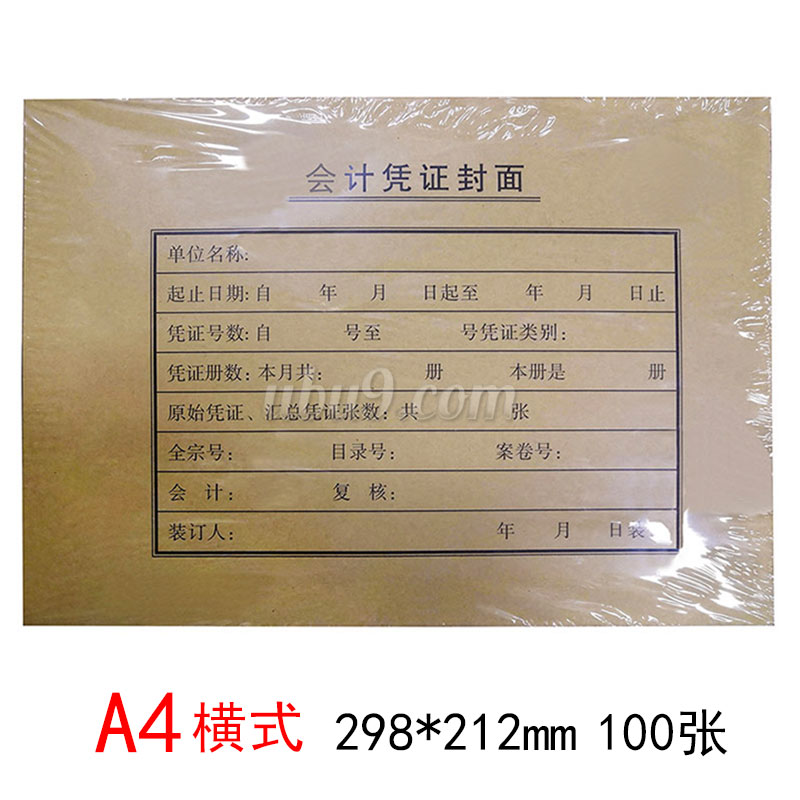 会计凭证封面
单位名称:
起止日期: 自 年 月 日起至 年 月 日止
凭证号数: 自 号至 号凭证类别:
凭证册数: 本月共: 册 本册是 册
ubu9.com
原始凭证、汇总凭证张数: 共 张
全宗号: 目录号: 案卷号:
会 计: 复 核:
装订人: 年 月 日装
A4横式 298*212mm 100张